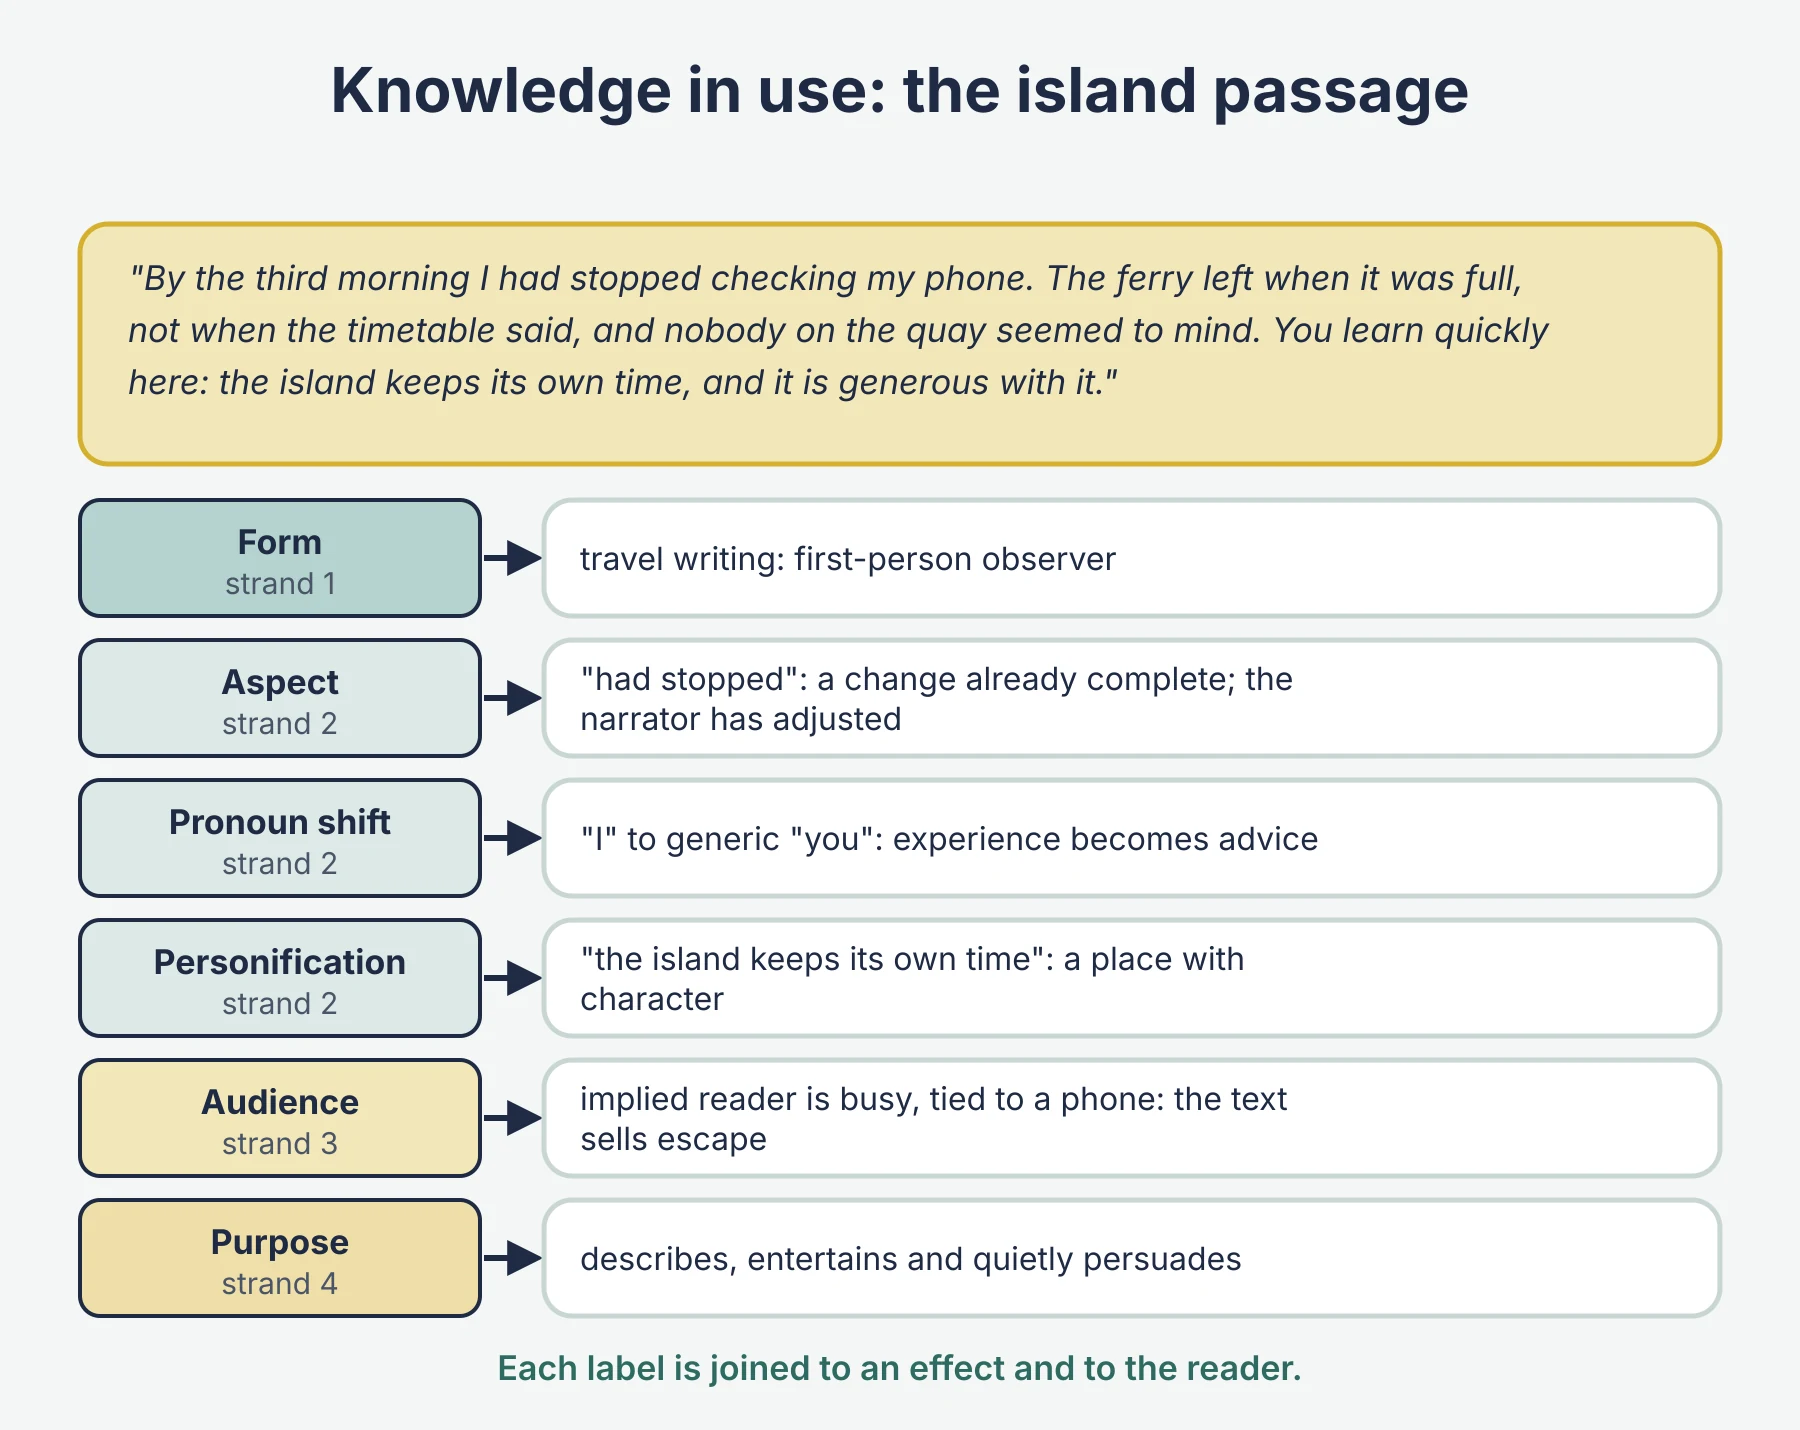 Knowledge in use: the island passage
"By the third morning I had stopped checking my phone. The ferry left when it was full,
not when the timetable said, and nobody on the quay seemed to mind. You learn quickly
here: the island keeps its own time, and it is generous with it."
Form
strand 1
travel writing: first-person observer
Aspect
strand 2
"had stopped": a change already complete; the
narrator has adjusted
Pronoun shift
strand 2
"I" to generic "you": experience becomes advice
Personification
strand 2
"the island keeps its own time": a place with
character
Audience
strand 3
implied reader is busy, tied to a phone: the text
sells escape
Purpose
strand 4
describes, entertains and quietly persuades
Each label is joined to an effect and to the reader.